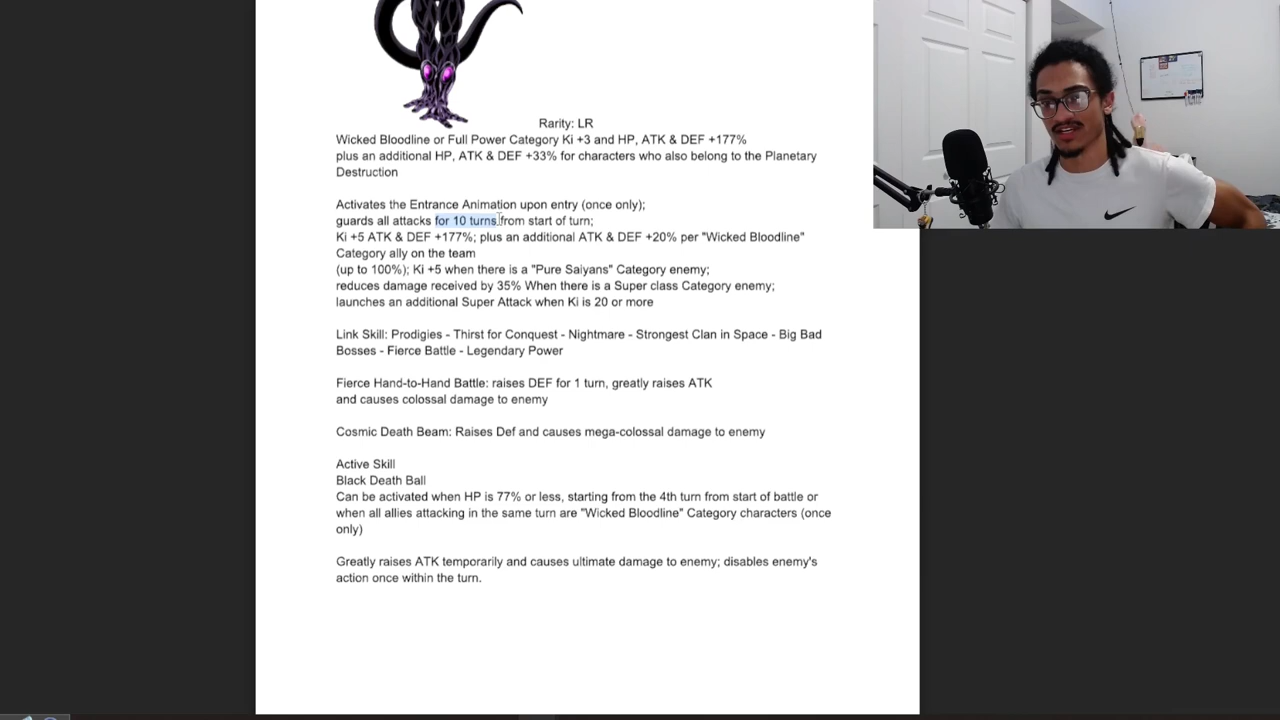 Rarity: LR
Wicked Bloodline or Full Power Category Ki +3 and HP, ATK & DEF +177%
plus an additional HP, ATK & DEF +33% for characters who also belong to the Planetary
Destruction
Activates the Entrance Animation upon entry (once only);
guards all attacks for 10 turns from start of turn;
Ki +5 ATK & DEF +177%; plus an additional ATK & DEF +20% per "Wicked Bloodline"
Category ally on the team
(up to 100%); Ki +5 when there is a "Pure Saiyans" Category enemy;
reduces damage received by 35% When there is a Super class Category enemy;
launches an additional Super Attack when Ki is 20 or more
Link Skill: Prodigies - Thirst for Conquest - Nightmare - Strongest Clan in Space - Big Bad
Bosses - Fierce Battle - Legendary Power
Fierce Hand-to-Hand Battle: raises DEF for 1 turn, greatly raises ATK
and causes colossal damage to enemy
Cosmic Death Beam: Raises Def and causes mega-colossal damage to enemy
Active Skill
Black Death Ball
Can be activated when HP is 77% or less, starting from the 4th turn from start of battle or
when all allies attacking in the same turn are "Wicked Bloodline" Category characters (once
only)
Greatly raises ATK temporarily and causes ultimate damage to enemy; disables enemy's
action once within the turn.